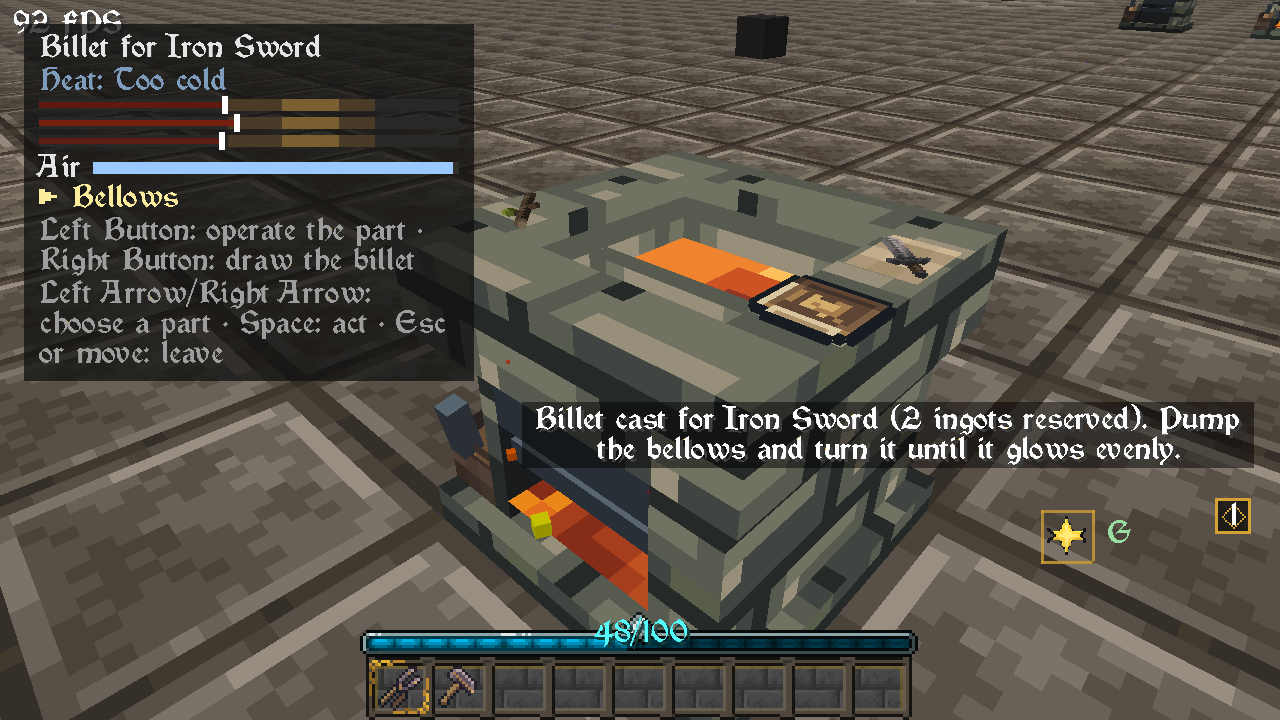 92 FPS
Billet for Iron Sword
Heat: Too cold
Air
Bellows
Left Button: operate the part ·
Right Button: draw the billet
Left Arrow/Right Arrow:
choose a part · Space: act · Esc
or move: leave
Billet cast for Iron Sword (2 ingots reserved). Pump
the bellows and turn it until it glows evenly.
G
48/100